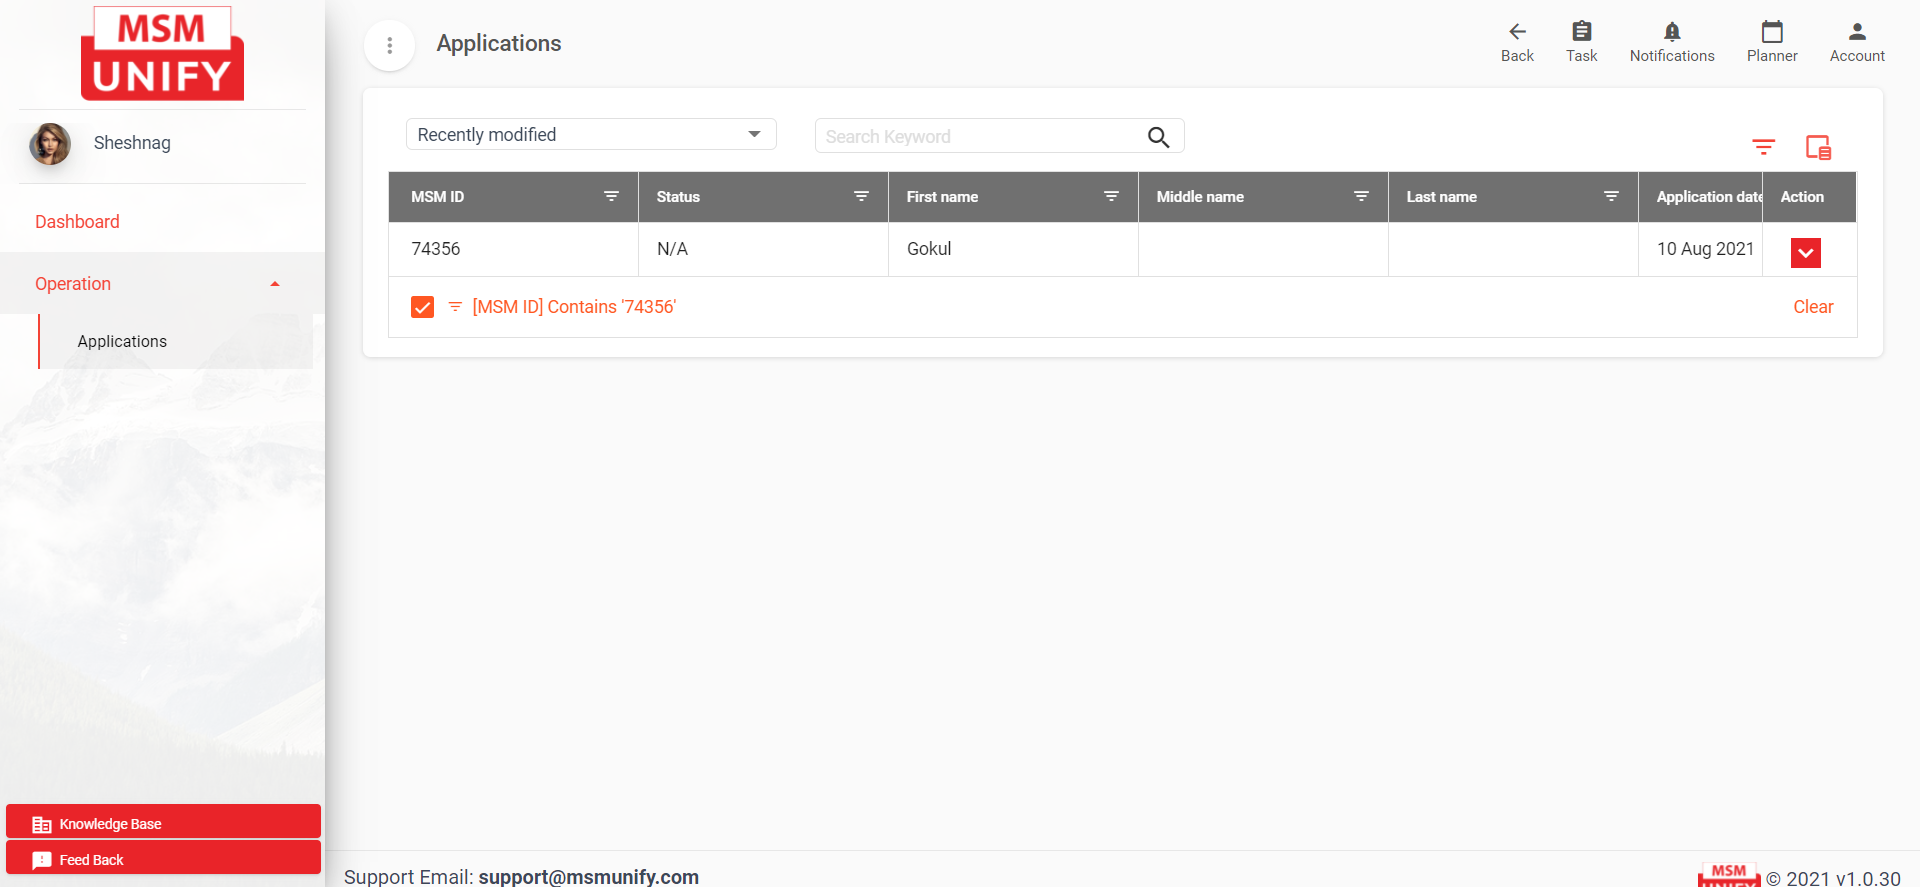 MSM
UNIFY
Sheshnag
Dashboard
Operation
Applications
Knowledge Base
Feed Back
Applications
Back
Task
Notifications
Planner
Account
Recently modified
Search Keyword
MSM ID
Status
First name
Middle name
Last name
Application date
Action
74356
N/A
Gokul
10 Aug 2021
[MSM ID] Contains '74356'
Clear
Support Email: support@msmunify.com
MSM
UNIFY
© 2021 v1.0.30